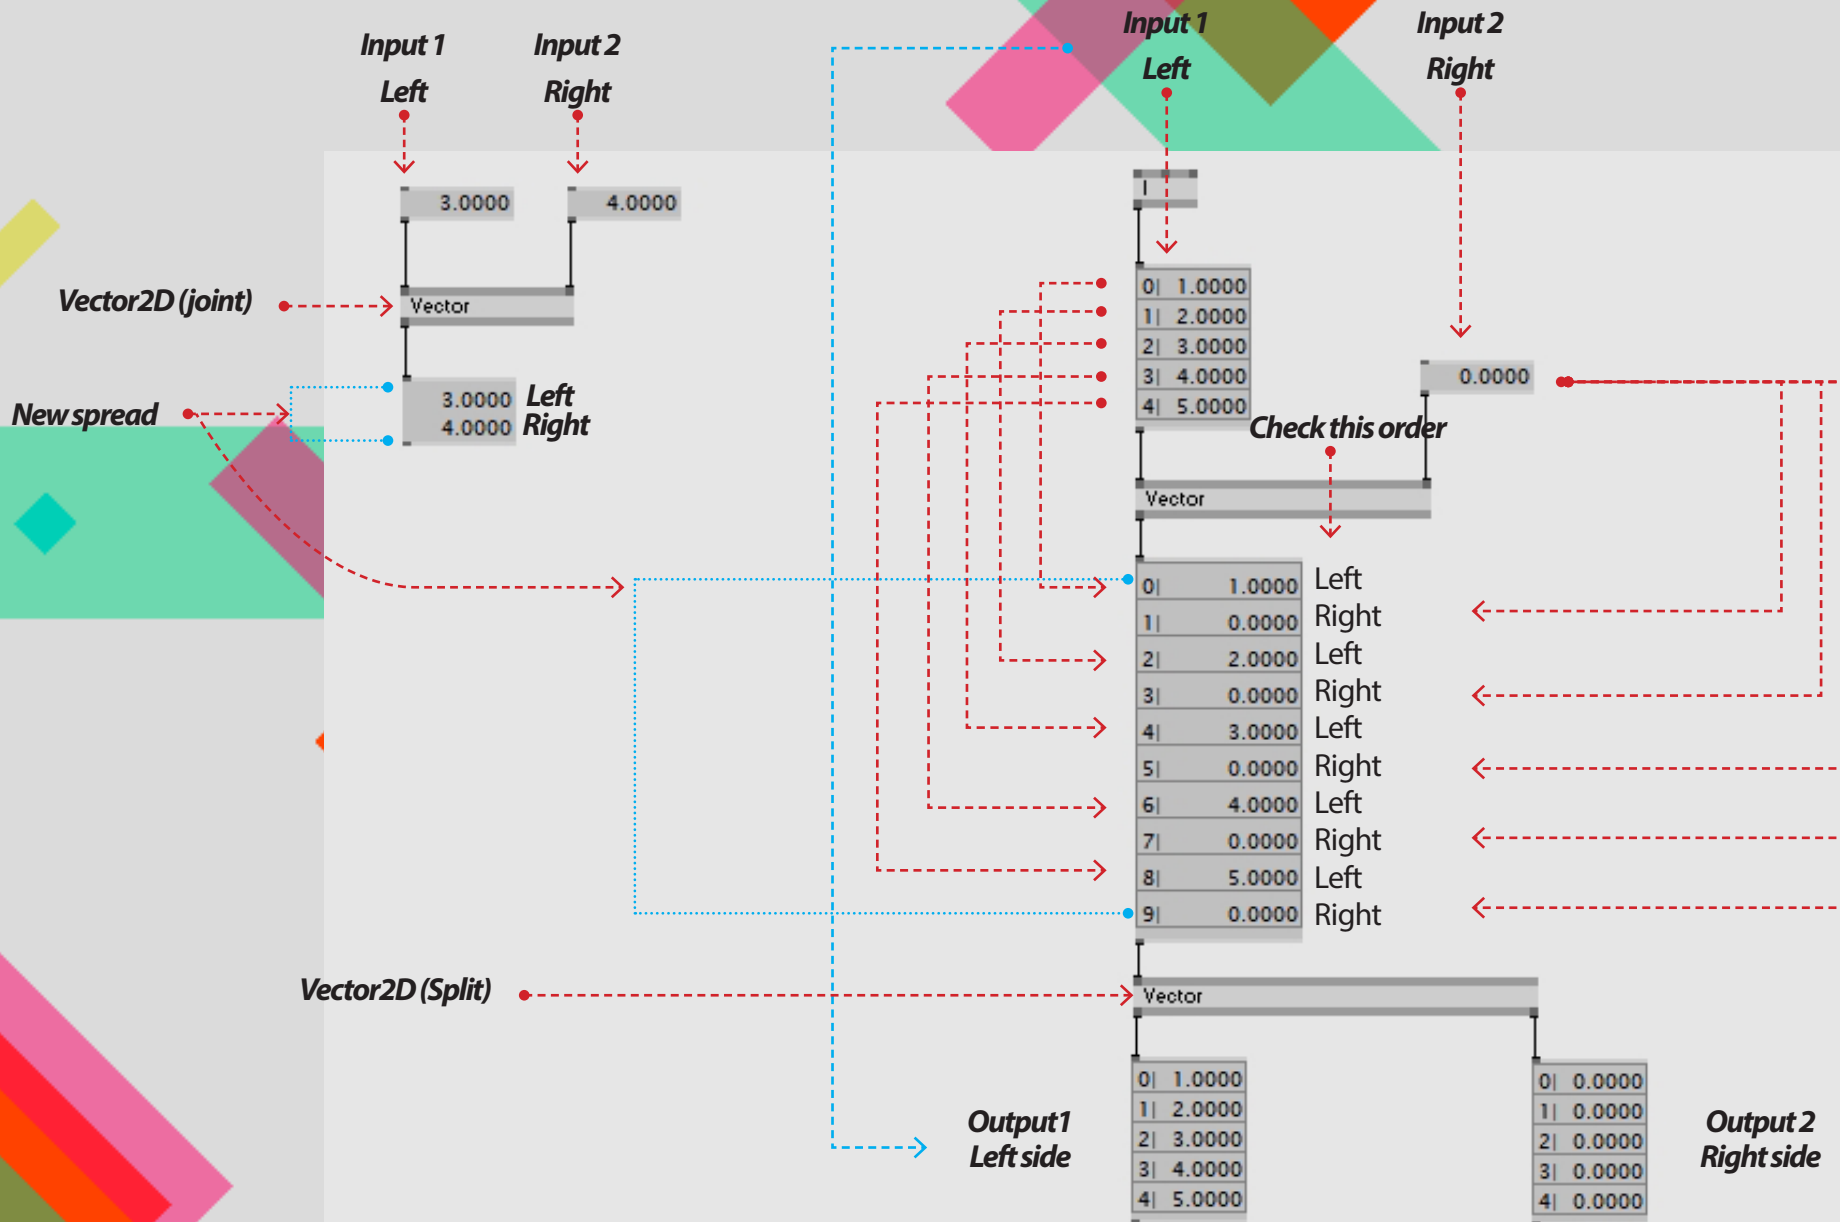 Input 1
Left
Input 2
Right
Input 1
Left
Input 2
Right
3.0000
4.0000
Vector2D (joint)
Vector
New spread
3.0000
4.0000
Left
Right
I
0| 1.0000
1| 2.0000
2| 3.0000
3| 4.0000
4| 5.0000
0.0000
Check this order
Vector
0| 1.0000 Left
1| 0.0000 Right
2| 2.0000 Left
3| 0.0000 Right
4| 3.0000 Left
5| 0.0000 Right
6| 4.0000 Left
7| 0.0000 Right
8| 5.0000 Left
9| 0.0000 Right
Vector2D (Split)
Vector
Output1
Left side
0| 1.0000
1| 2.0000
2| 3.0000
3| 4.0000
4| 5.0000
0| 0.0000
1| 0.0000
2| 0.0000
3| 0.0000
4| 0.0000
Output 2
Right side